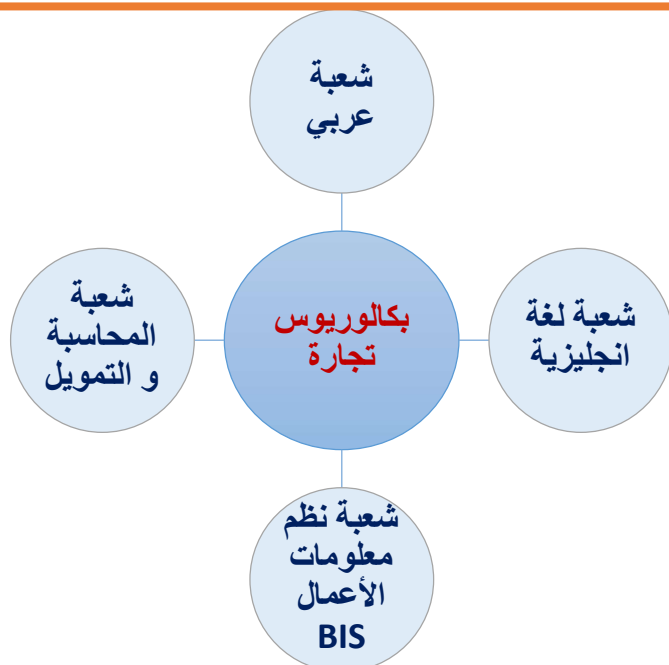 شعبة
عربي
شعبة لغة
انجليزية
بكالوريوس
تجارة
شعبة
المحاسبة
و التمويل
شعبة نظم
معلومات
الأعمال
BIS